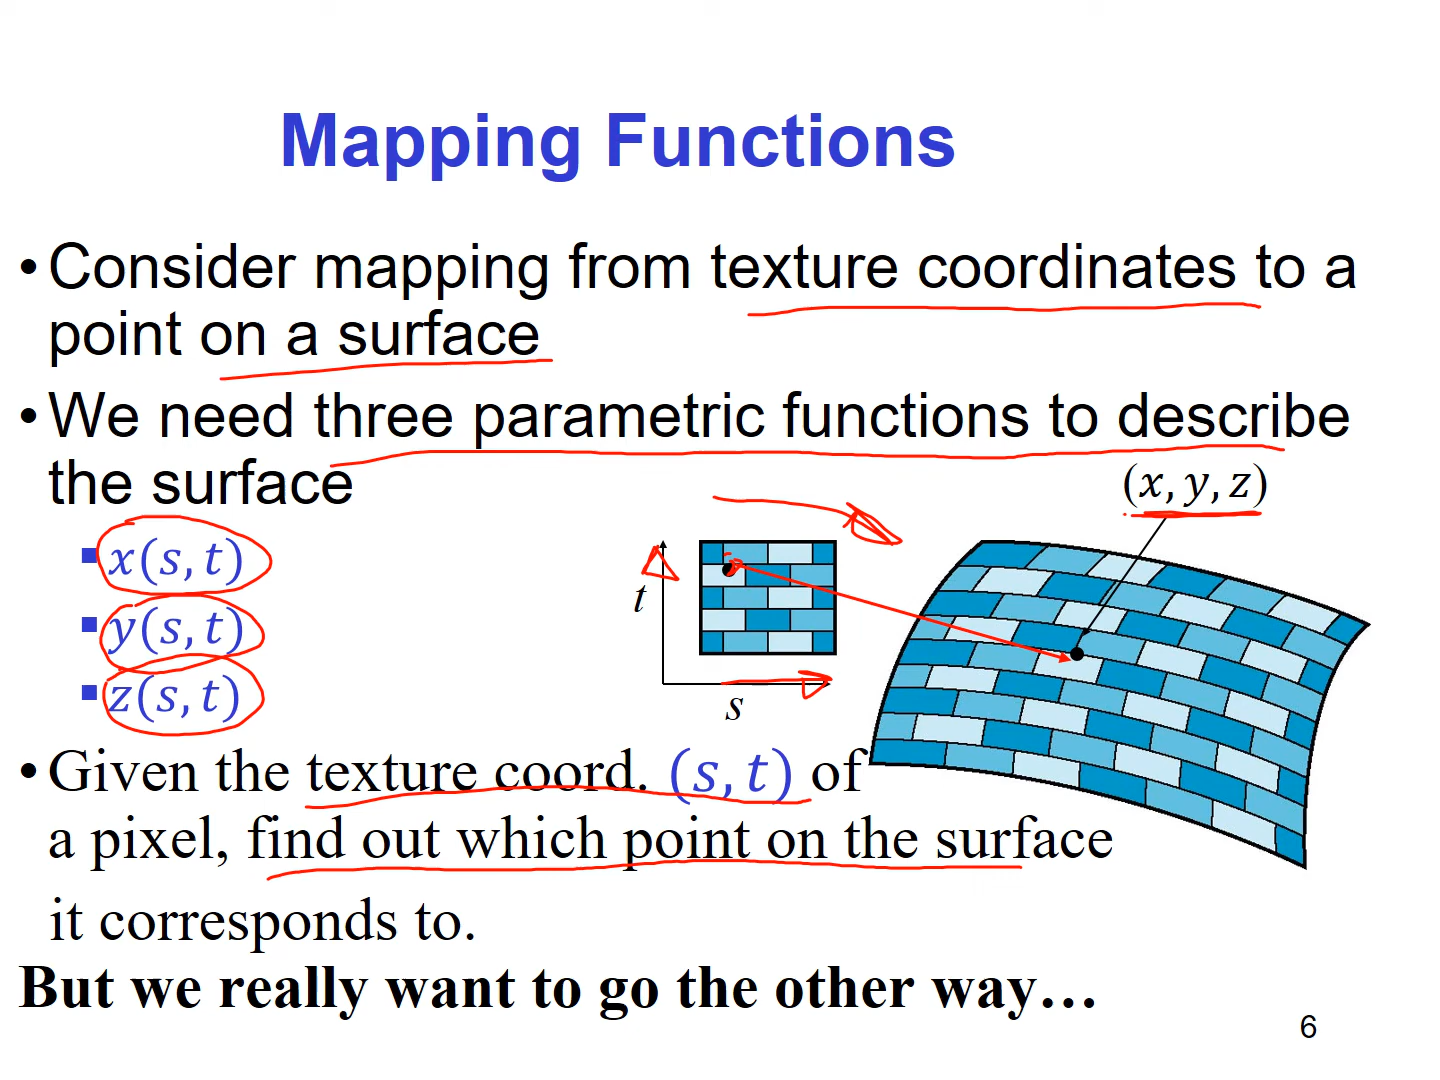 Mapping Functions
• Consider mapping from texture coordinates to a
point on a surface
• We need three parametric functions to describe
the surface
▪ x(s, t)
▪ y(s, t)
▪ z(s, t)
(x, y, z)
t
s
• Given the texture coord. (s, t) of
a pixel, find out which point on the surface
it corresponds to.
But we really want to go the other way…
6